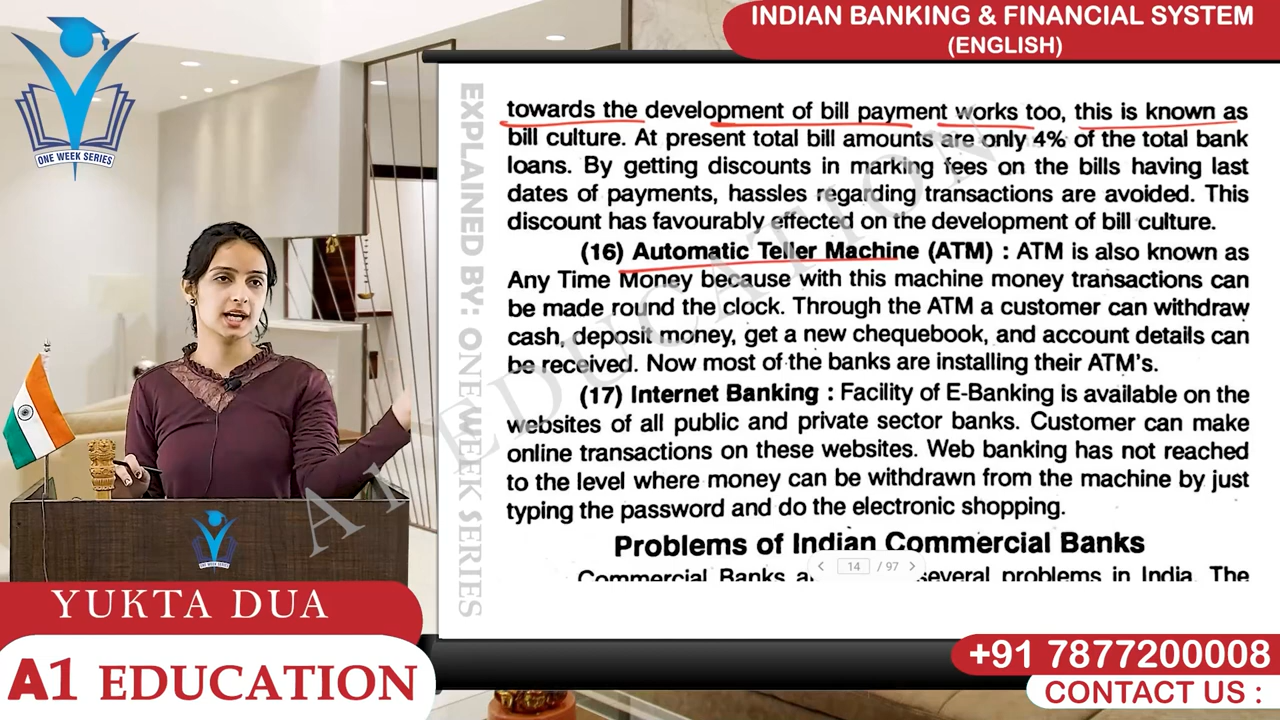 INDIAN BANKING & FINANCIAL SYSTEM
(ENGLISH)
ONE WEEK SERIES
EXPLAINED BY: ONE WEEK SERIES
towards the development of bill payment works too, this is known as
bill culture. At present total bill amounts are only 4% of the total bank
loans. By getting discounts in marking fees on the bills having last
dates of payments, hassles regarding transactions are avoided. This
discount has favourably effected on the development of bill culture.
(16) Automatic Teller Machine (ATM) : ATM is also known as
Any Time Money because with this machine money transactions can
be made round the clock. Through the ATM a customer can withdraw
cash, deposit money, get a new chequebook, and account details can
be received. Now most of the banks are installing their ATM's.
(17) Internet Banking : Facility of E-Banking is available on the
websites of all public and private sector banks. Customer can make
online transactions on these websites. Web banking has not reached
to the level where money can be withdrawn from the machine by just
typing the password and do the electronic shopping.
Problems of Indian Commercial Banks
Commercial Banks a several problems in India. The
14 / 97
A1 EDUCATION
YUKTA DUA
A1 EDUCATION
+91 7877200008
CONTACT US :